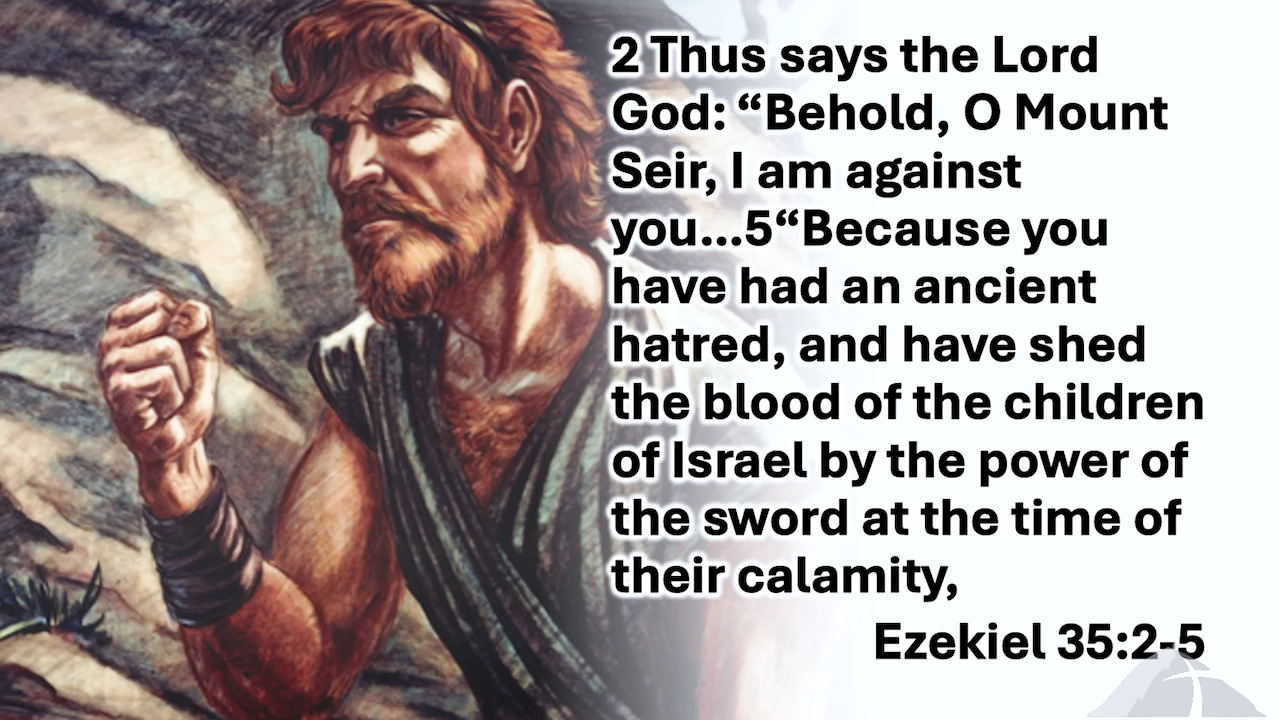 2 Thus says the Lord
God: “Behold, O Mount
Seir, I am against
you...5“Because you
have had an ancient
hatred, and have shed
the blood of the children
of Israel by the power of
the sword at the time of
their calamity,
Ezekiel 35:2-5